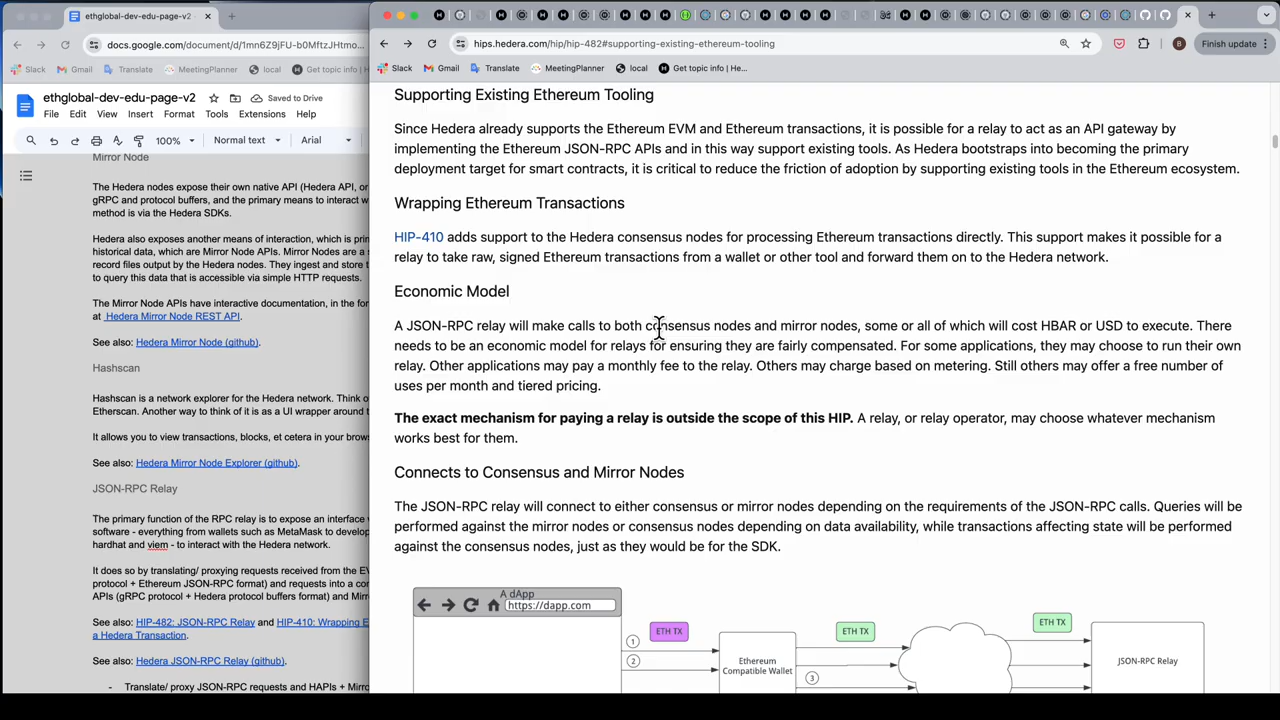 ethglobal-dev-edu-page-v2
docs.google.com/document/d/1mn6Z9jFU-b0MftzJHtmo...
Slack
Gmail
Translate
MeetingPlanner
local
Get topic info | He
ethglobal-dev-edu-page-v2
Saved to Drive
File Edit View Insert Format Tools Extensions Help
100%
Normal text
Arial
Mirror Node
The Hedera nodes expose their own native API (Hedera API, or
gRPC and protocol buffers, and the primary means to interact w
method is via the Hedera SDKs.
Hedera also exposes another means of interaction, which is prim
historical data, which are Mirror Node APIs. Mirror Nodes are a s
record files output by the Hedera nodes. They ingest and store t
to query this data that is accessible via simple HTTP requests.
The Mirror Node APIs have interactive documentation, in the for
at Hedera Mirror Node REST API.
See also: Hedera Mirror Node (github).
Hashscan
Hashscan is a network explorer for the Hedera network. Think o
Etherscan. Another way to think of it is as a UI wrapper around t
It allows you to view transactions, blocks, et cetera in your brows
See also: Hedera Mirror Node Explorer (github).
JSON-RPC Relay
The primary function of the RPC relay is to expose an interface
software - everything from wallets such as MetaMask to develop
hardhat and viem - to interact with the Hedera network.
It does so by translating/ proxying requests received from the EV
protocol + Ethereum JSON-RPC format) and requests into a co
APIs (gRPC protocol + Hedera protocol buffers format) and Mirr
See also: HIP-482: JSON-RPC Relay and HIP-410: Wrapping E
a Hedera Transaction.
See also: Hedera JSON-RPC Relay (github).
- Translate/ proxy JSON-RPC requests and HAPIs + Mirro
hips.hedera.com/hip/hip-482#supporting-existing-ethereum-tooling
B
Finish update
Slack
Gmail
Translate
MeetingPlanner
local
Get topic info | He...
Supporting Existing Ethereum Tooling
Since Hedera already supports the Ethereum EVM and Ethereum transactions, it is possible for a relay to act as an API gateway by
implementing the Ethereum JSON-RPC APIs and in this way support existing tools. As Hedera bootstraps into becoming the primary
deployment target for smart contracts, it is critical to reduce the friction of adoption by supporting existing tools in the Ethereum ecosystem.
Wrapping Ethereum Transactions
HIP-410 adds support to the Hedera consensus nodes for processing Ethereum transactions directly. This support makes it possible for a
relay to take raw, signed Ethereum transactions from a wallet or other tool and forward them on to the Hedera network.
Economic Model
A JSON-RPC relay will make calls to both consensus nodes and mirror nodes, some or all of which will cost HBAR or USD to execute. There
needs to be an economic model for relays for ensuring they are fairly compensated. For some applications, they may choose to run their own
relay. Other applications may pay a monthly fee to the relay. Others may charge based on metering. Still others may offer a free number of
uses per month and tiered pricing.
The exact mechanism for paying a relay is outside the scope of this HIP. A relay, or relay operator, may choose whatever mechanism
works best for them.
Connects to Consensus and Mirror Nodes
The JSON-RPC relay will connect to either consensus or mirror nodes depending on the requirements of the JSON-RPC calls. Queries will be
performed against the mirror nodes or consensus nodes depending on data availability, while transactions affecting state will be performed
against the consensus nodes, just as they would be for the SDK.
A dApp
https://dapp.com
1
2
ETH TX
Ethereum
Compatible Wallet
ETH TX
3
ETH TX
JSON-RPC Relay